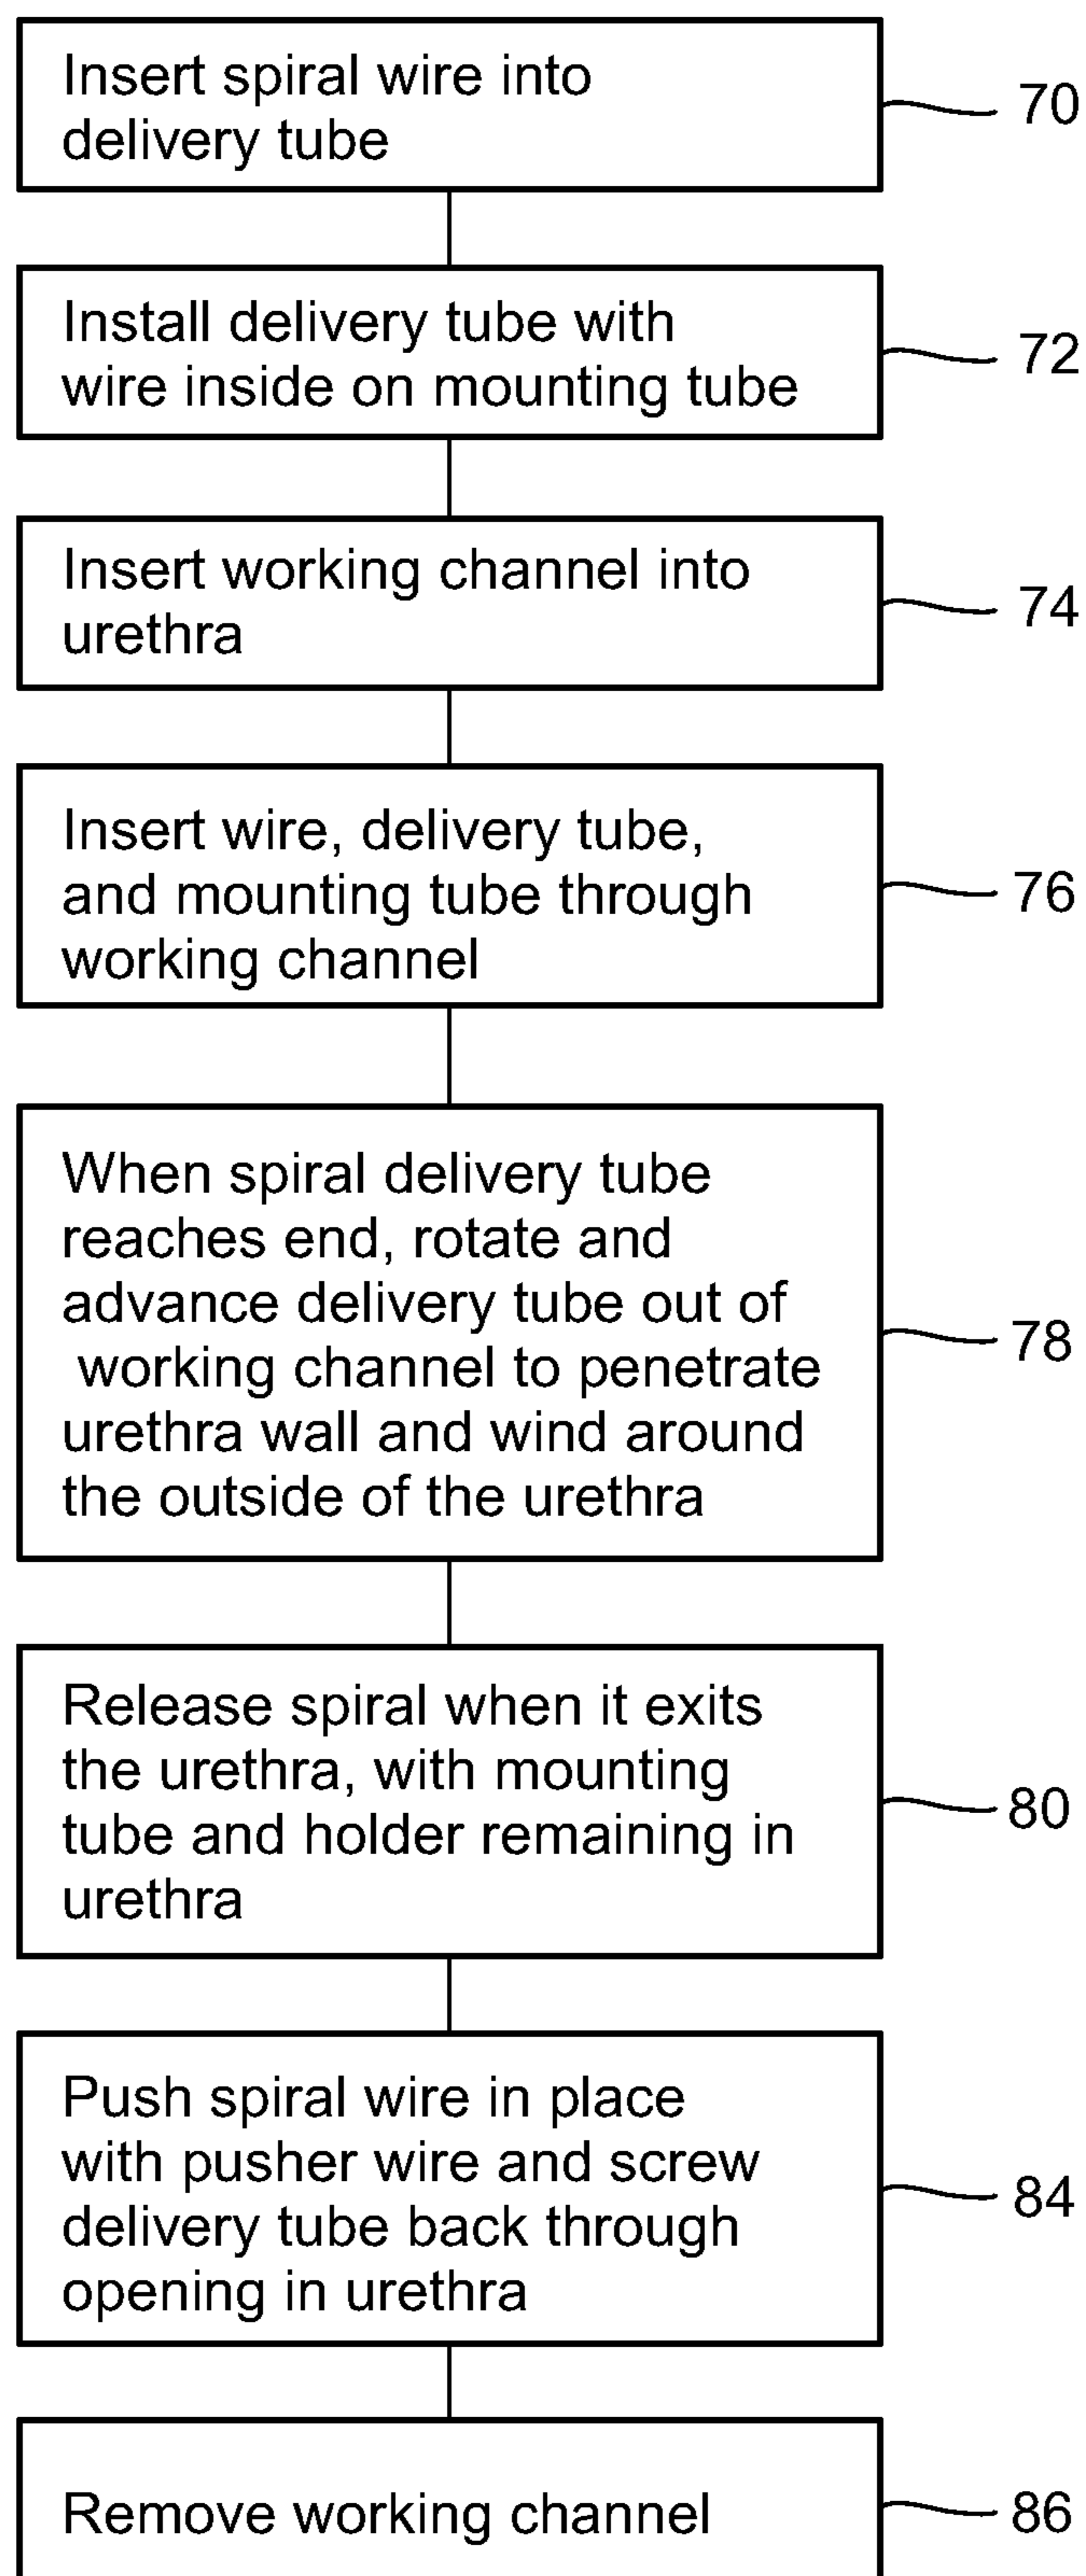 Insert spiral wire into
delivery tube
70
Install delivery tube with
wire inside on mounting tube
72
Insert working channel into
urethra
74
Insert wire, delivery tube,
and mounting tube through
working channel
76
When spiral delivery tube
reaches end, rotate and
advance delivery tube out of
working channel to penetrate
urethra wall and wind around
the outside of the urethra
78
Release spiral when it exits
the urethra, with mounting
tube and holder remaining in
urethra
80
Push spiral wire in place
with pusher wire and screw
delivery tube back through
opening in urethra
84
Remove working channel
86